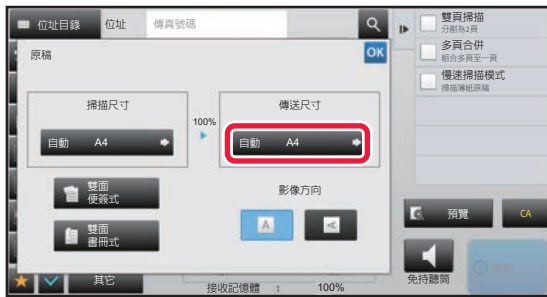 位址目錄 位址 傳真號碼
原稿
OK
掃描尺寸
傳送尺寸
100%
自動 A4
自動 A4
雙面
便簽式
雙面
書冊式
影像方向
A
A
其它
接收記憶體 : 100%
雙頁掃描
分割為2頁
多頁合併
組合多頁至一頁
慢速掃描模式
掃描薄紙原稿
預覽
CA
免持聽筒